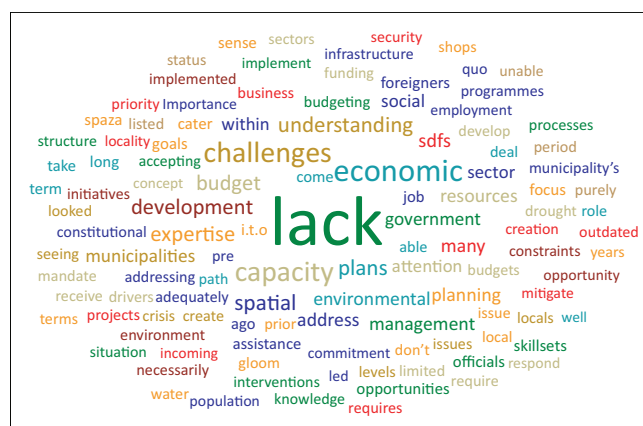 security
sense sectors shops
status infrastructure quo
implement funding unable
implemented foreigners programmes
priority Importance business budgeting social employment
spaza listed cater within understanding develop processes
structure locality goals sdfs deal period
take long accepting challenges come economic sector municipality's
term initiatives concept budget job resources focus purely
looked development lack government drought role
constitutional expertise i.t.o able many creation outdated
seeing municipalities pre capacity plans attention constraints years
mandate addressing path budgets opportunity
receive drivers adequately spatial environmental planning mitigate
terms projects crisis create ago prior address management issue locals well
environment assistance don't issues local skillsets
situation incoming gloom commitment levels limited officials respond
necessarily interventions led opportunities require
water population knowledge requires